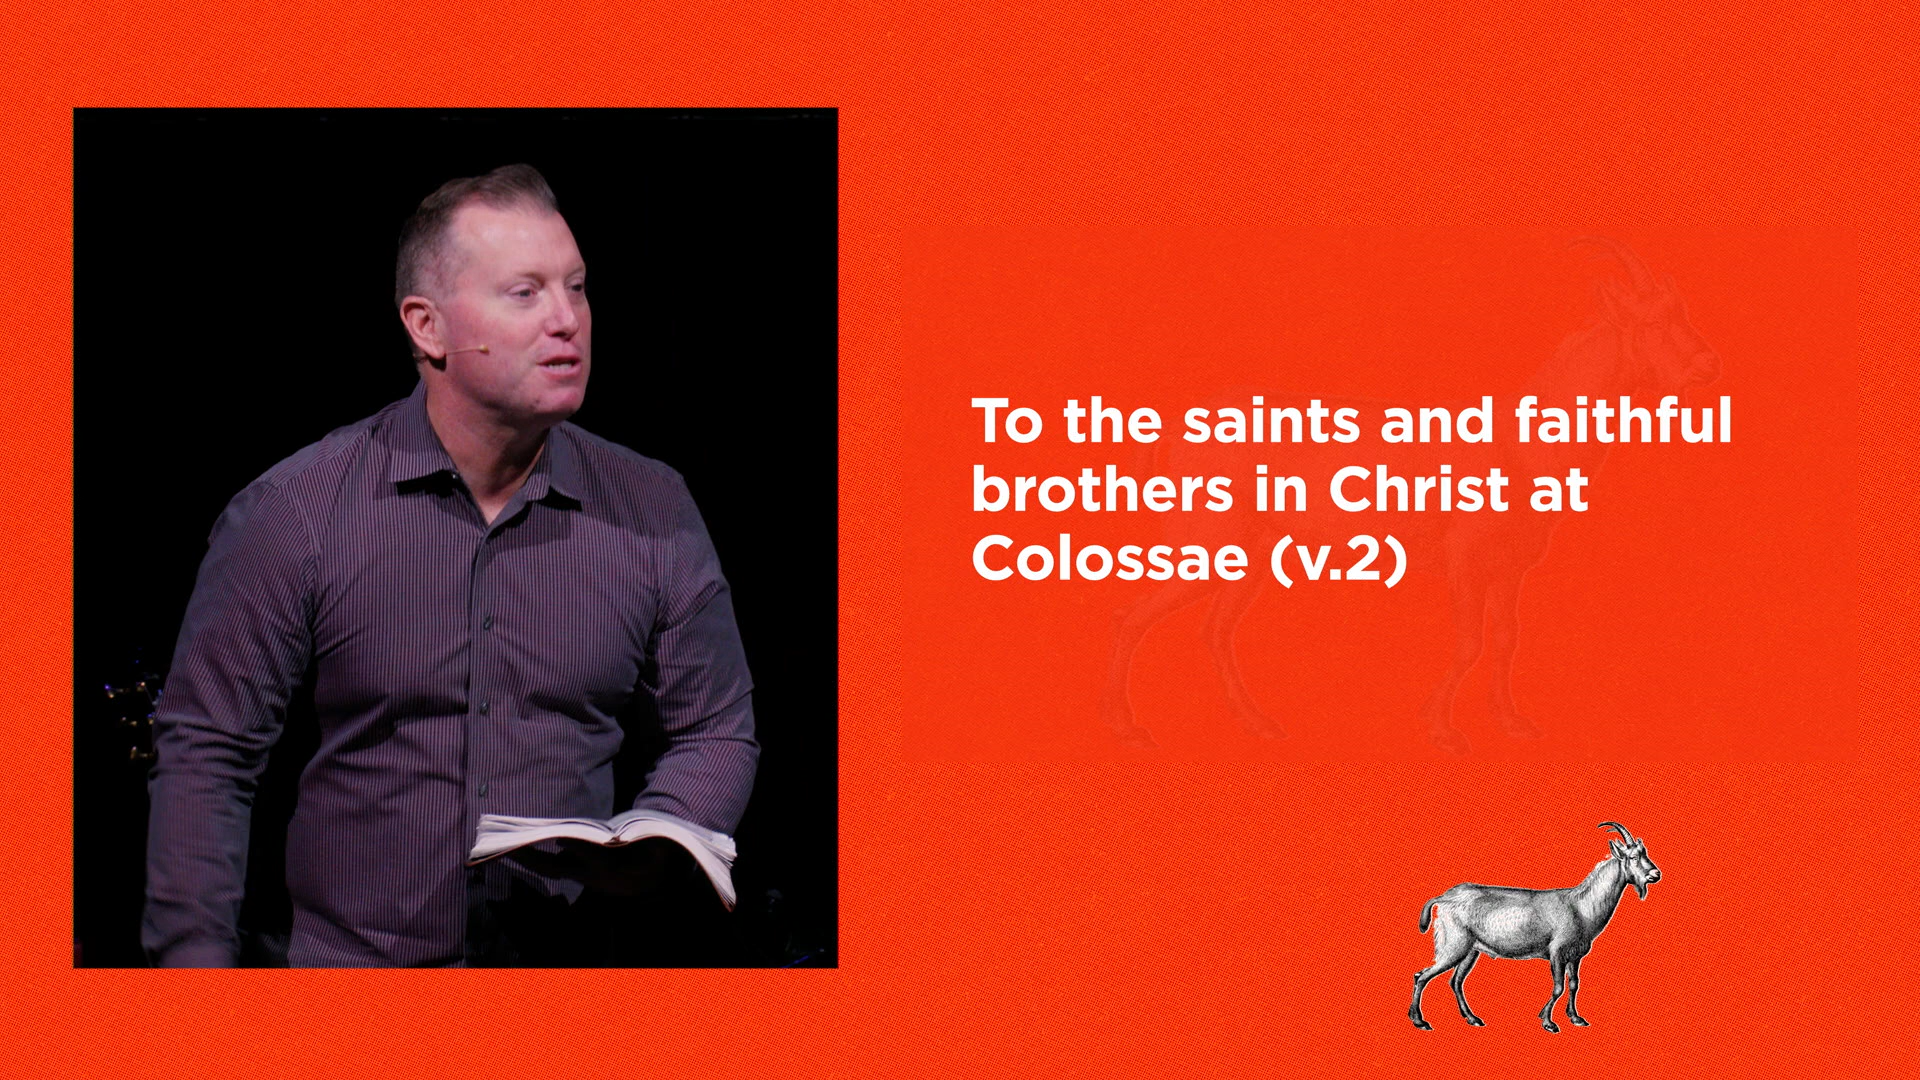 To the saints and faithful
brothers in Christ at
Colossae (v.2)